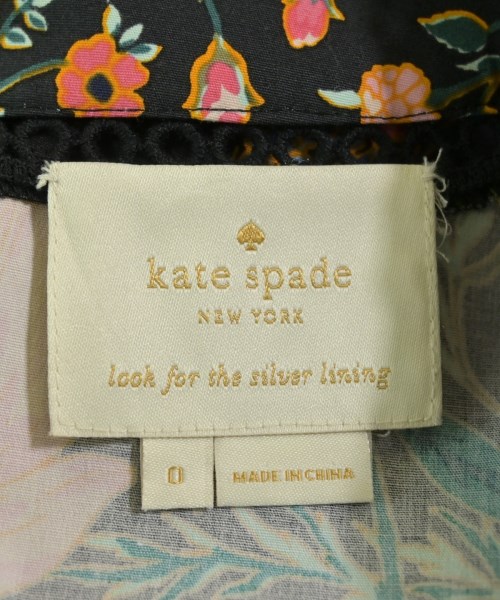 kate spade
NEW YORK
look for the silver lining
0
MADE IN CHINA